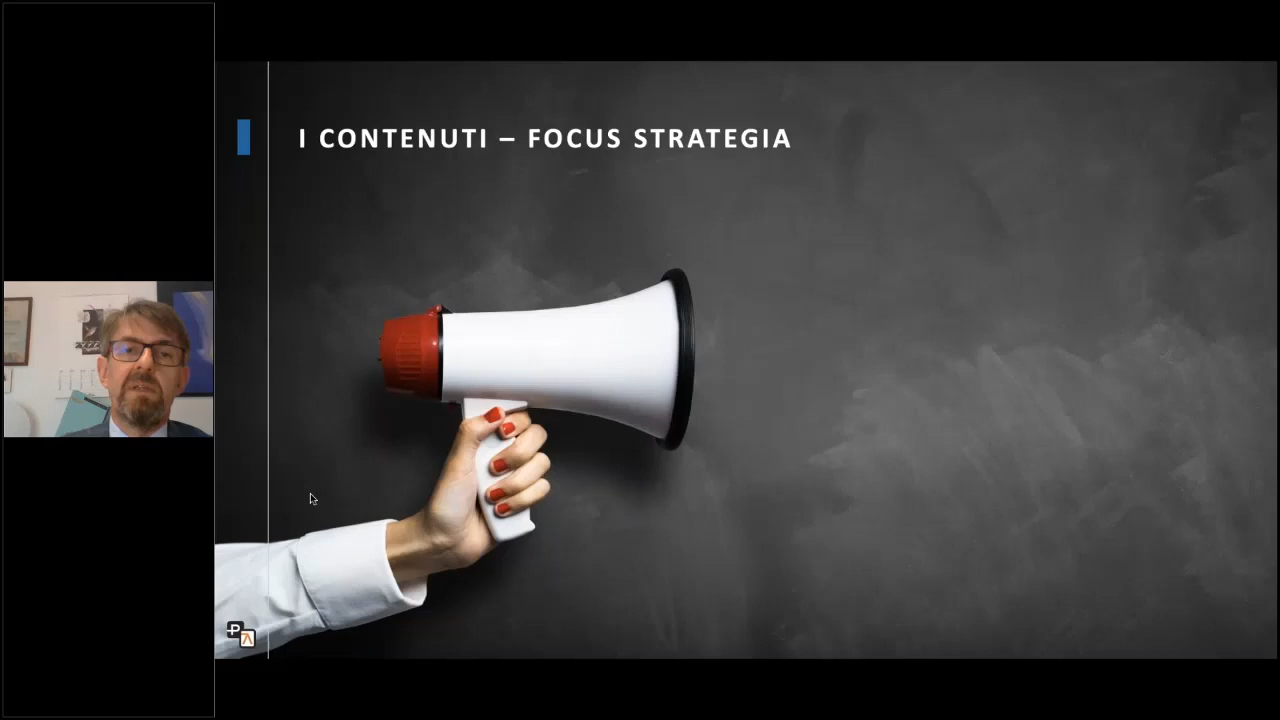 I CONTENUTI – FOCUS STRATEGIA
P